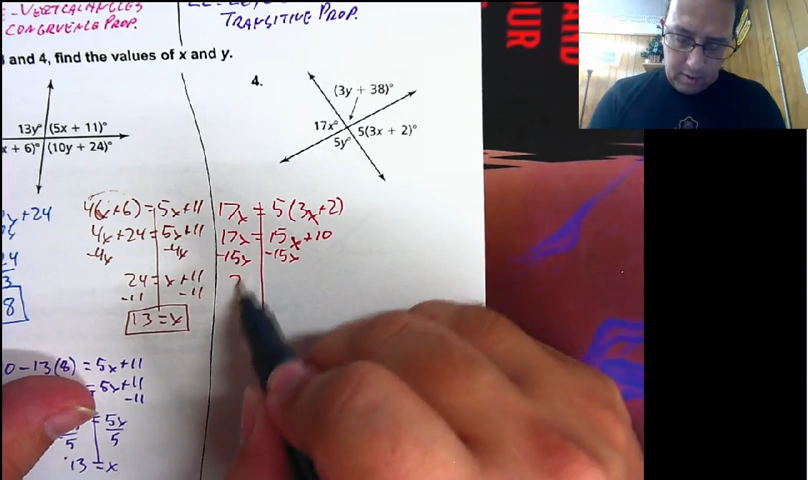 -VERTICAL ANGLES
CONGRUENCE PROP.
TRANSITIVE PROP.
3 and 4, find the values of x and y.
4.
13y° (5x + 11)°
x + 6)° (10y + 24)°
(3y + 38)°
17x° 5(3x + 2)°
5y°
+24
8
4(x+6) = 5x+11
4x+24 = 5x+11
-4x -4x
24 = x+11
-11 -11
13 = x
17x = 5(3x+2)
17x = 15x+10
-15x -15x
0-13(8) = 5x+11
= 5x+11
-11
= 5x
5 5
13 = x
OUR
AND